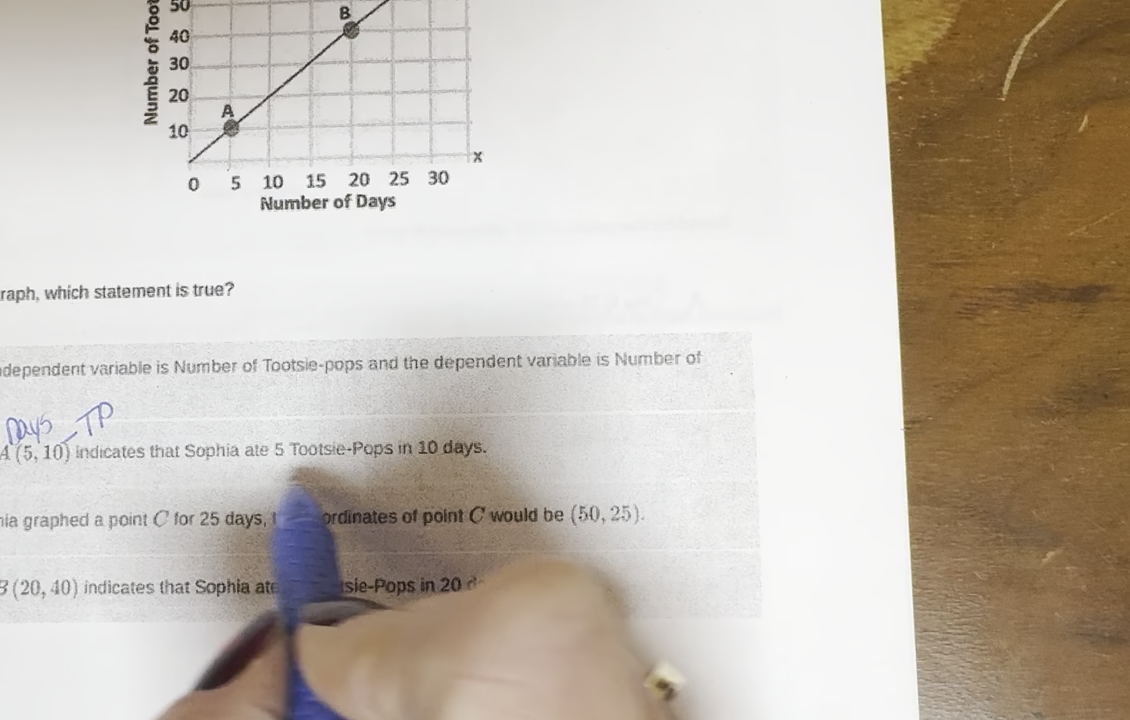 50
B
40
30
20
A
10
x
0 5 10 15 20 25 30
Number of Days
Number of
raph, which statement is true?
dependent variable is Number of Tootsie-pops and the dependent variable is Number of
Days - TP
A (5, 10) indicates that Sophia ate 5 Tootsie-Pops in 10 days.
graphed a point C for 25 days, ordinates of point C would be (50, 25).
B (20, 40) indicates that Sophia ate sie-Pops in 20